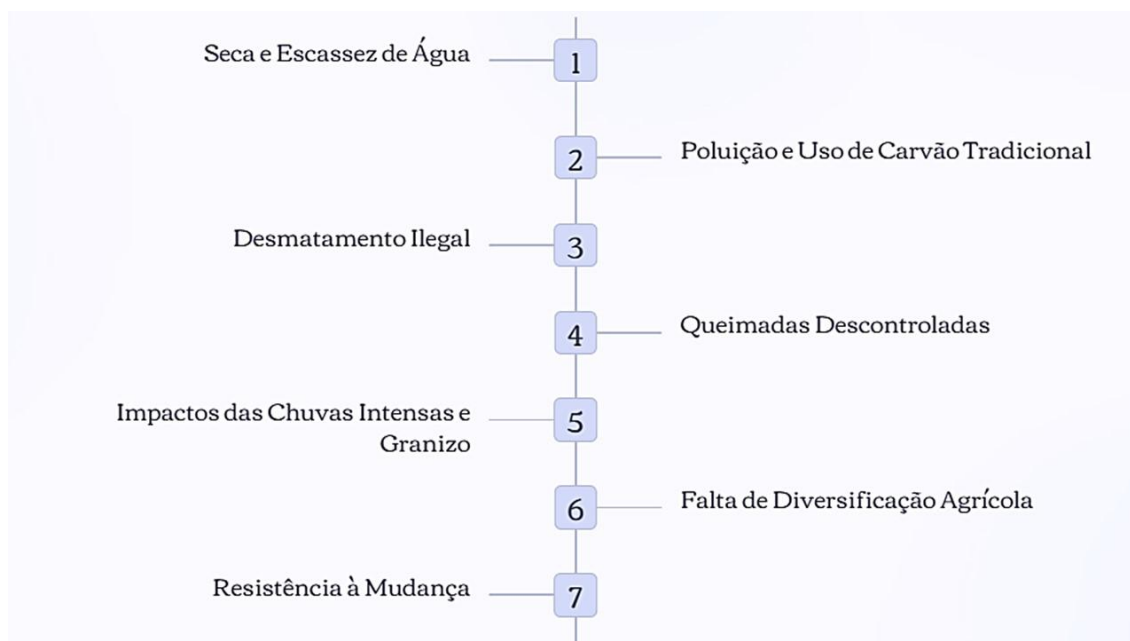 Seca e Escassez de Água
1
2
Poluição e Uso de Carvão Tradicional
Desmatamento Ilegal
3
4
Queimadas Descontroladas
Impactos das Chuvas Intensas e
Granizo
5
6
Falta de Diversificação Agrícola
Resistência à Mudança
7